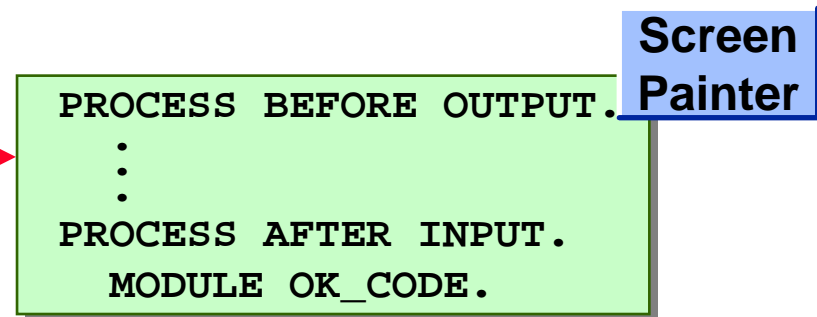 Screen
Painter
PROCESS BEFORE OUTPUT.
.
.
.
PROCESS AFTER INPUT.
MODULE OK_CODE.